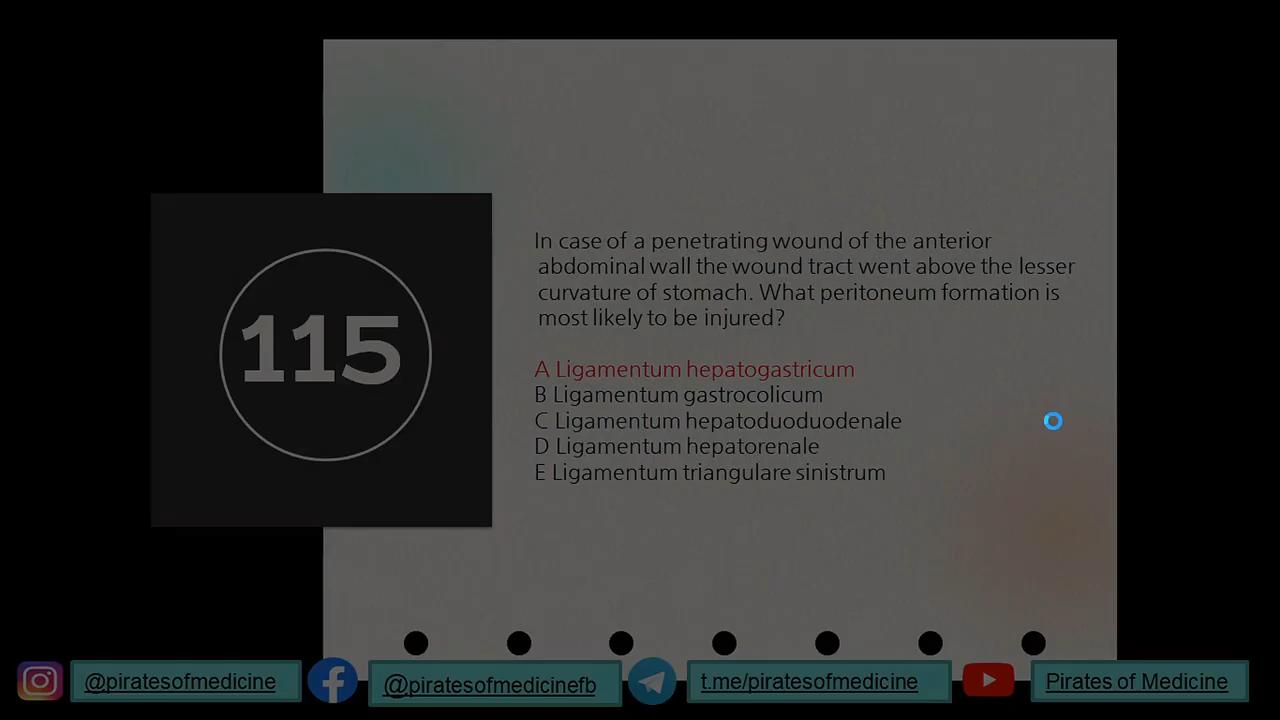 115
In case of a penetrating wound of the anterior
abdominal wall the wound tract went above the lesser
curvature of stomach. What peritoneum formation is
most likely to be injured?
A Ligamentum hepatogastricum
B Ligamentum gastrocolicum
C Ligamentum hepatoduoduodenale
D Ligamentum hepatorenale
E Ligamentum triangulare sinistrum
@piratesofmedicine
@piratesofmedicinefb
t.me/piratesofmedicine
Pirates of Medicine